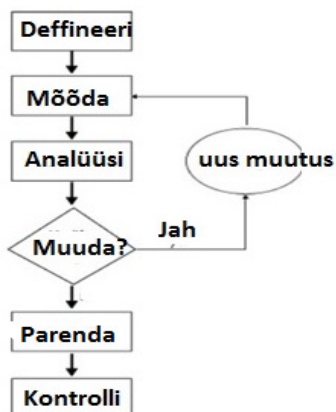 Deffineeri
Mõõda
Analüüsi
uus muutus
Muuda?
Jah
Parenda
Kontrolli